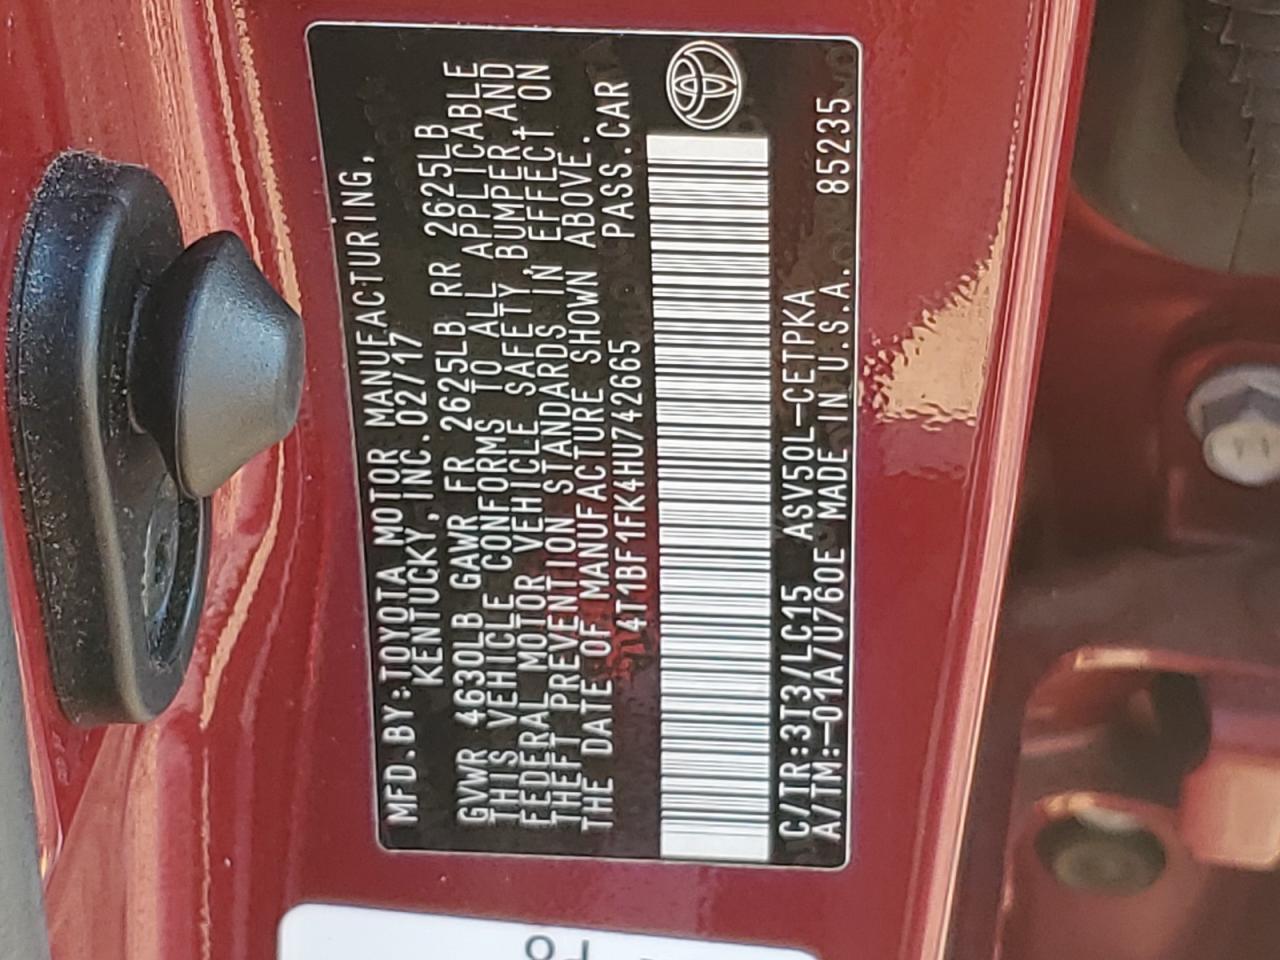 MFD.BY:TOYOTA MOTOR MANUFACTURING,
KENTUCKY, INC. 02/17
GVWR 4630LB GAWR FR 2625LB RR 2625LB
THIS VEHICLE CONFORMS TO ALL APPLICABLE
FEDERAL MOTOR VEHICLE SAFETY, BUMPER, AND
THEFT PREVENTION STANDARDS IN EFFECT ON
THE DATE OF MANUFACTURE SHOWN ABOVE.
4T1BF1FK4HU742665 PASS.CAR
C/TR:3T3/LC15 ASV50L-CETPKA 85235
A/TM:-01A/U760E MADE IN U.S.A.